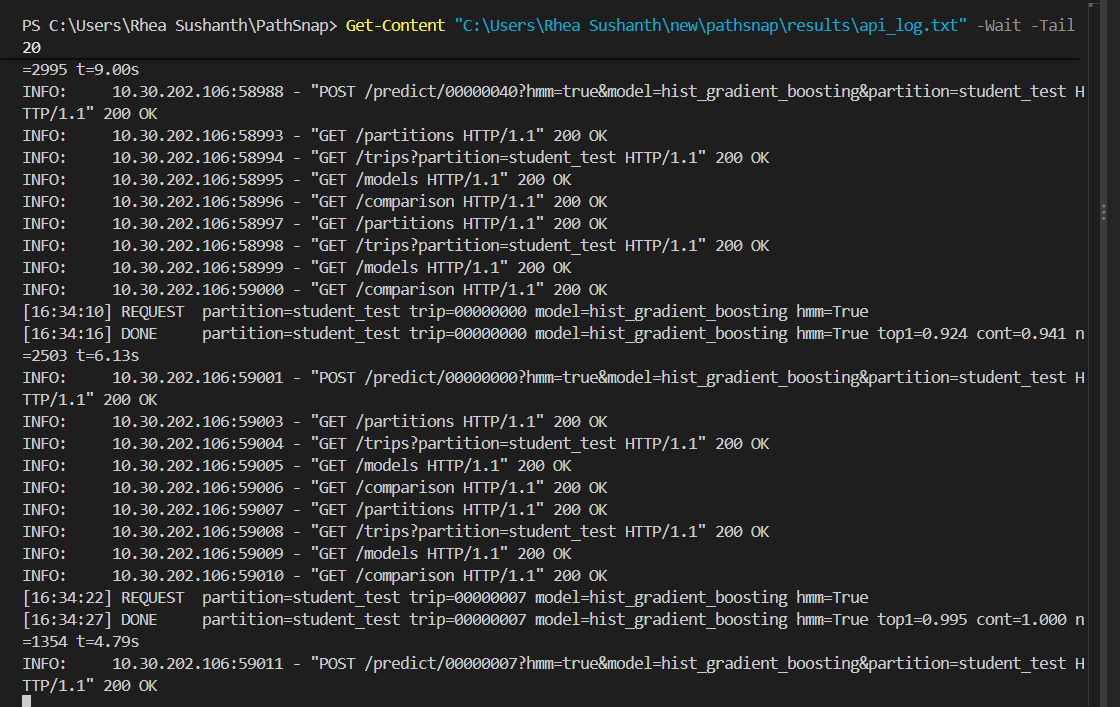 PS C:\Users\Rhea Sushanth\PathSnap> Get-Content "C:\Users\Rhea Sushanth\new\pathsnap\results\api_log.txt" -Wait -Tail
20
=2995 t=9.00s
INFO:     10.30.202.106:58988 - "POST /predict/00000040?hmm=true&model=hist_gradient_boosting&partition=student_test H
TTP/1.1" 200 OK
INFO:     10.30.202.106:58993 - "GET /partitions HTTP/1.1" 200 OK
INFO:     10.30.202.106:58994 - "GET /trips?partition=student_test HTTP/1.1" 200 OK
INFO:     10.30.202.106:58995 - "GET /models HTTP/1.1" 200 OK
INFO:     10.30.202.106:58996 - "GET /comparison HTTP/1.1" 200 OK
INFO:     10.30.202.106:58997 - "GET /partitions HTTP/1.1" 200 OK
INFO:     10.30.202.106:58998 - "GET /trips?partition=student_test HTTP/1.1" 200 OK
INFO:     10.30.202.106:58999 - "GET /models HTTP/1.1" 200 OK
INFO:     10.30.202.106:59000 - "GET /comparison HTTP/1.1" 200 OK
[16:34:10] REQUEST  partition=student_test trip=00000000 model=hist_gradient_boosting hmm=True
[16:34:16] DONE     partition=student_test trip=00000000 model=hist_gradient_boosting hmm=True top1=0.924 cont=0.941 n
=2503 t=6.13s
INFO:     10.30.202.106:59001 - "POST /predict/00000000?hmm=true&model=hist_gradient_boosting&partition=student_test H
TTP/1.1" 200 OK
INFO:     10.30.202.106:59003 - "GET /partitions HTTP/1.1" 200 OK
INFO:     10.30.202.106:59004 - "GET /trips?partition=student_test HTTP/1.1" 200 OK
INFO:     10.30.202.106:59005 - "GET /models HTTP/1.1" 200 OK
INFO:     10.30.202.106:59006 - "GET /comparison HTTP/1.1" 200 OK
INFO:     10.30.202.106:59007 - "GET /partitions HTTP/1.1" 200 OK
INFO:     10.30.202.106:59008 - "GET /trips?partition=student_test HTTP/1.1" 200 OK
INFO:     10.30.202.106:59009 - "GET /models HTTP/1.1" 200 OK
INFO:     10.30.202.106:59010 - "GET /comparison HTTP/1.1" 200 OK
[16:34:22] REQUEST  partition=student_test trip=00000007 model=hist_gradient_boosting hmm=True
[16:34:27] DONE     partition=student_test trip=00000007 model=hist_gradient_boosting hmm=True top1=0.995 cont=1.000 n
=1354 t=4.79s
INFO:     10.30.202.106:59011 - "POST /predict/00000007?hmm=true&model=hist_gradient_boosting&partition=student_test H
TTP/1.1" 200 OK